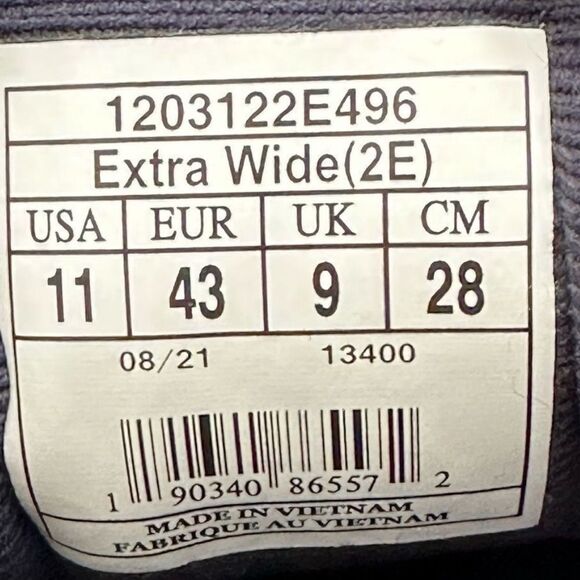 1203122E496
Extra Wide(2E)
USA EUR UK CM
11 43 9 28
08/21 13400
1 90340 86557 2
MADE IN VIETNAM
FABRIQUE AU VIETNAM